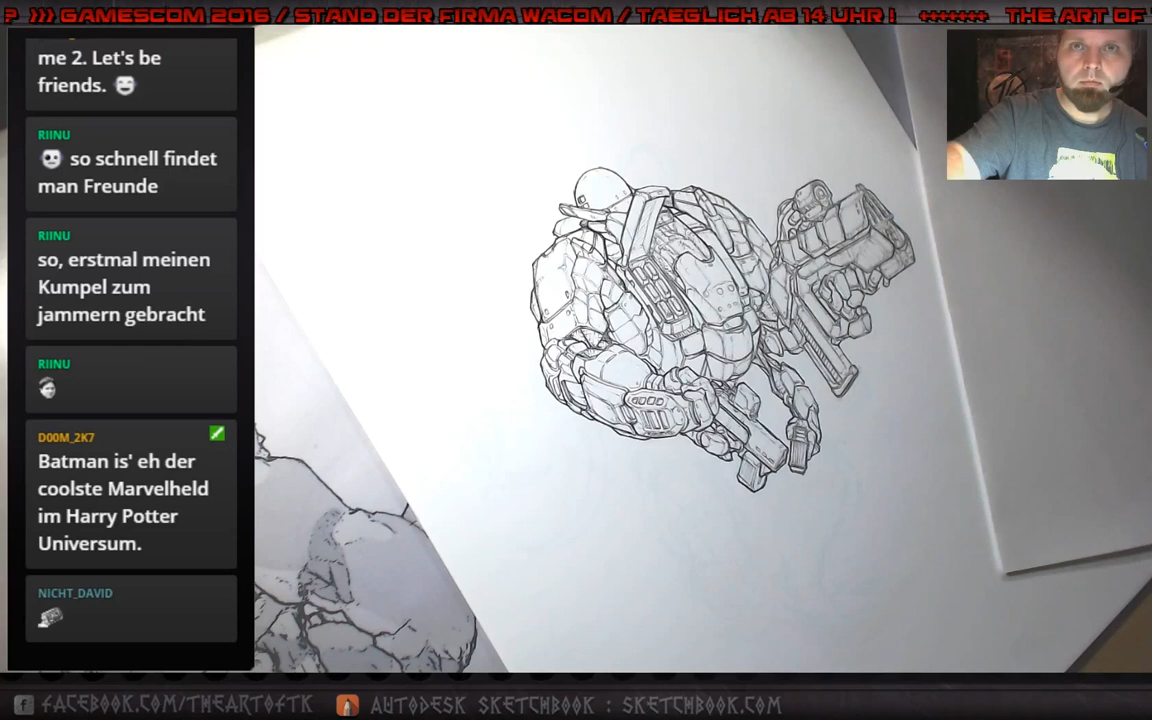 ? >>> GAMESCOM 2016 / STAND DER FIRMA WACOM / TAEGLICH AB 14 UHR ! +++++++ THE ART OF
me 2. Let's be
friends.
RIINU
so schnell findet
man Freunde
RIINU
so, erstmal meinen
Kumpel zum
jammern gebracht
RIINU
D00M_2K7
Batman is' eh der
coolste Marvelheld
im Harry Potter
Universum.
NICHT_DAVID
FACEBOOK.COM/THEARTOFTK AUTODESK SKETCHBOOK : SKETCHBOOK.COM